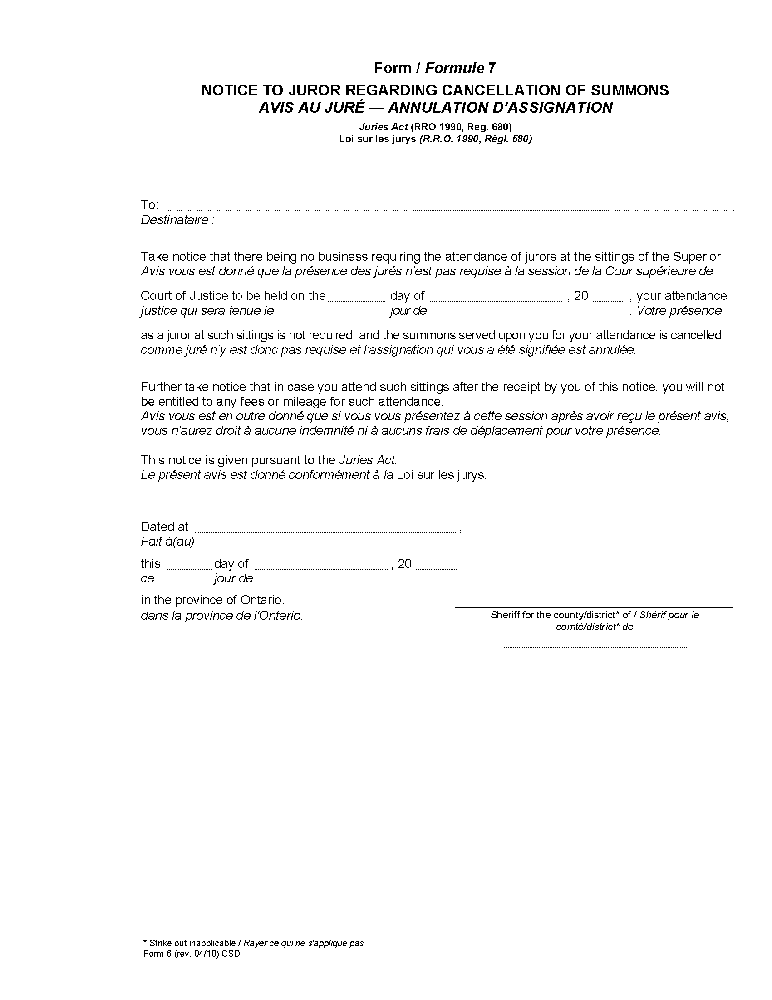 Form / Formule 7
NOTICE TO JUROR REGARDING CANCELLATION OF SUMMONS
AVIS AU JURÉ — ANNULATION D’ASSIGNATION
Juries Act (RRO 1990, Reg. 680)
Loi sur les jurys (R.R.O. 1990, Règl. 680)
To:
Destinataire :
Take notice that there being no business requiring the attendance of jurors at the sittings of the Superior
Avis vous est donné que la présence des jurés n’est pas requise à la session de la Cour supérieure de
Court of Justice to be held on the day of , 20 , your attendance
justice qui sera tenue le jour de . Votre présence
as a juror at such sittings is not required, and the summons served upon you for your attendance is cancelled.
comme juré n’y est donc pas requise et l’assignation qui vous a été signifiée est annulée.
Further take notice that in case you attend such sittings after the receipt by you of this notice, you will not
be entitled to any fees or mileage for such attendance.
Avis vous est en outre donné que si vous vous présentez à cette session après avoir reçu le présent avis,
vous n’aurez droit à aucune indemnité ni à aucuns frais de déplacement pour votre présence.
This notice is given pursuant to the Juries Act.
Le présent avis est donné conformément à la Loi sur les jurys.
Dated at ,
Fait à(au)
this day of , 20
ce jour de
in the province of Ontario.
dans la province de l'Ontario.
Sheriff for the county/district* of / Shérif pour le
comté/district* de
* Strike out inapplicable / Rayer ce qui ne s'applique pas
Form 6 (rev. 04/10) CSD